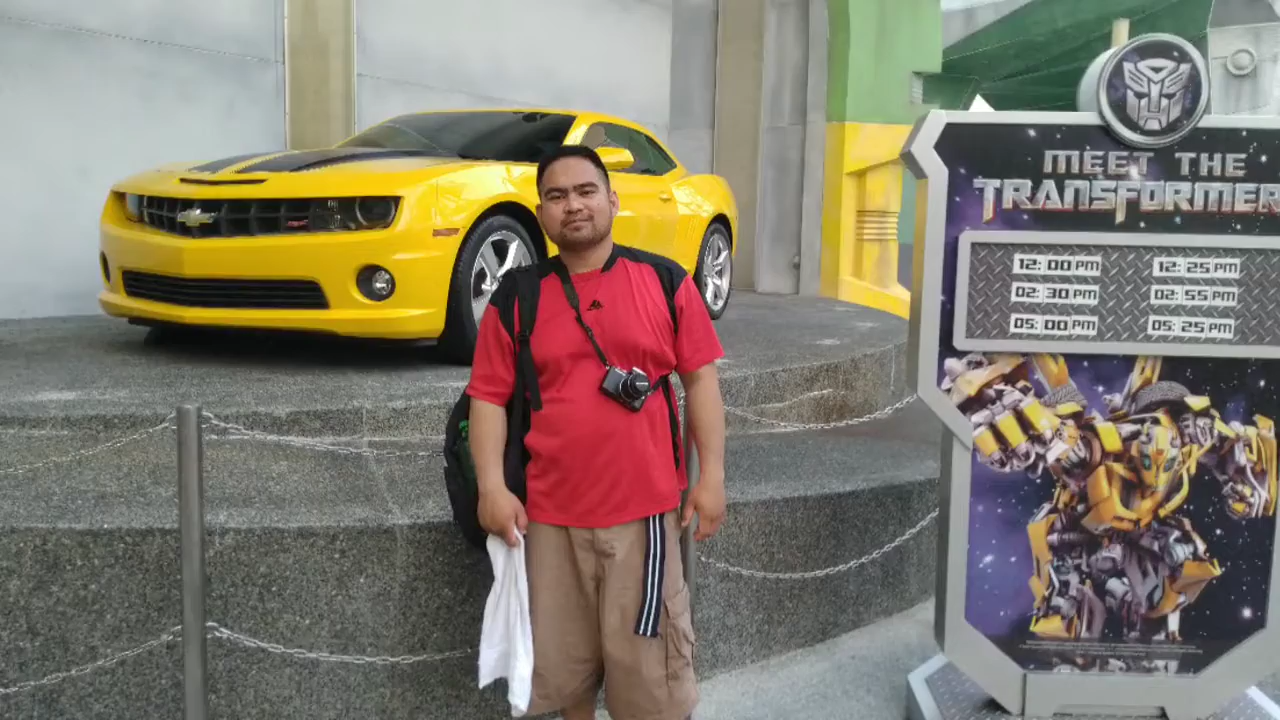 MEET THE
TRANSFORMER
12:00 PM 12:25 PM
02:30 PM 02:55 PM
05:00 PM 05:25 PM